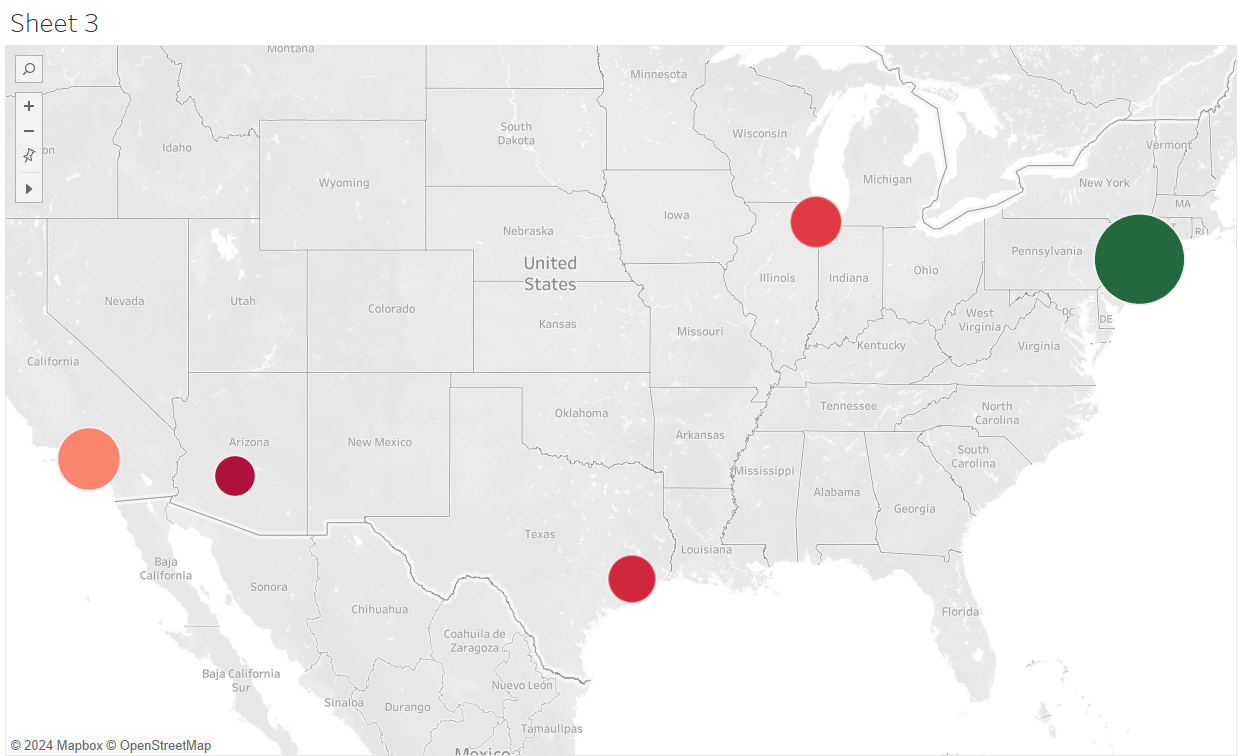 Sheet 3
Montana
Minnesota
South
Dakota
Wisconsin
Idaho
Vermont
Wyoming
Michigan
New York
MA
Iowa
RI
Nebraska
Pennsylvania
United
States
Ohio
Illinois
Indiana
Nevada
Utah
Colorado
Kansas
West
Virginia
DC
DE
Missouri
Kentucky
Virginia
California
Tennessee
North
Carolina
Oklahoma
Arkansas
Arizona
New Mexico
South
Carolina
Mississippi
Alabama
Georgia
Texas
Louisiana
Baja
California
Sonora
Chihuahua
Florida
Coahuila de
Zaragoza
Baja California
Sur
Nuevo León
Sinaloa
Durango
Tamaulipas
© 2024 Mapbox © OpenStreetMap
Mexico